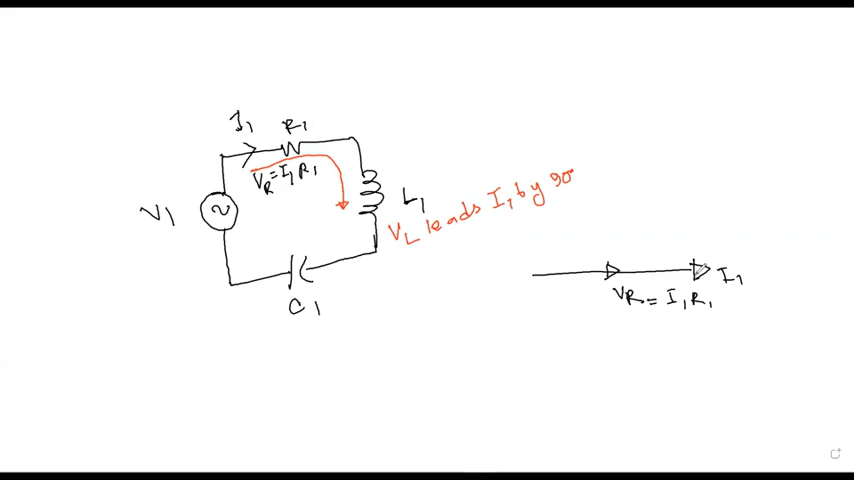 I1
R1
VR=I1R1
V1
L1
VL leads I1 by 90°
C1
I1
VR = I1R1